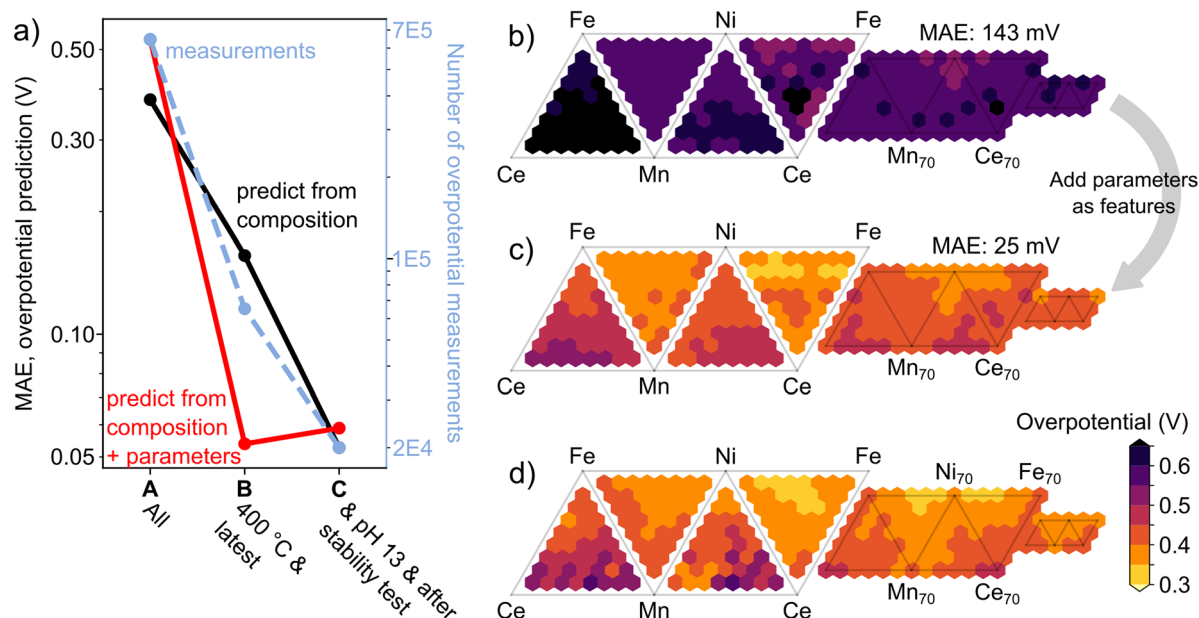 a)
MAE, overpotential prediction (V)
0.50
0.30
0.10
0.05
measurements
predict from
composition
predict from
composition
+ parameters
7E5
1E5
2E4
Number of overpotential measurements
A
All
B
400 °C &
latest
C
& pH 13 & after
stability test
b)
Fe
Ni
Fe
MAE: 143 mV
Ce
Mn
Ce
Mn₇₀
Ce₇₀
Add parameters
as features
c)
Fe
Ni
Fe
MAE: 25 mV
Ce
Mn
Ce
Mn₇₀
Ce₇₀
d)
Fe
Ni
Fe
Ni₇₀
Fe₇₀
Ce
Mn
Ce
Mn₇₀
Ce₇₀
Overpotential (V)
0.6
0.5
0.4
0.3